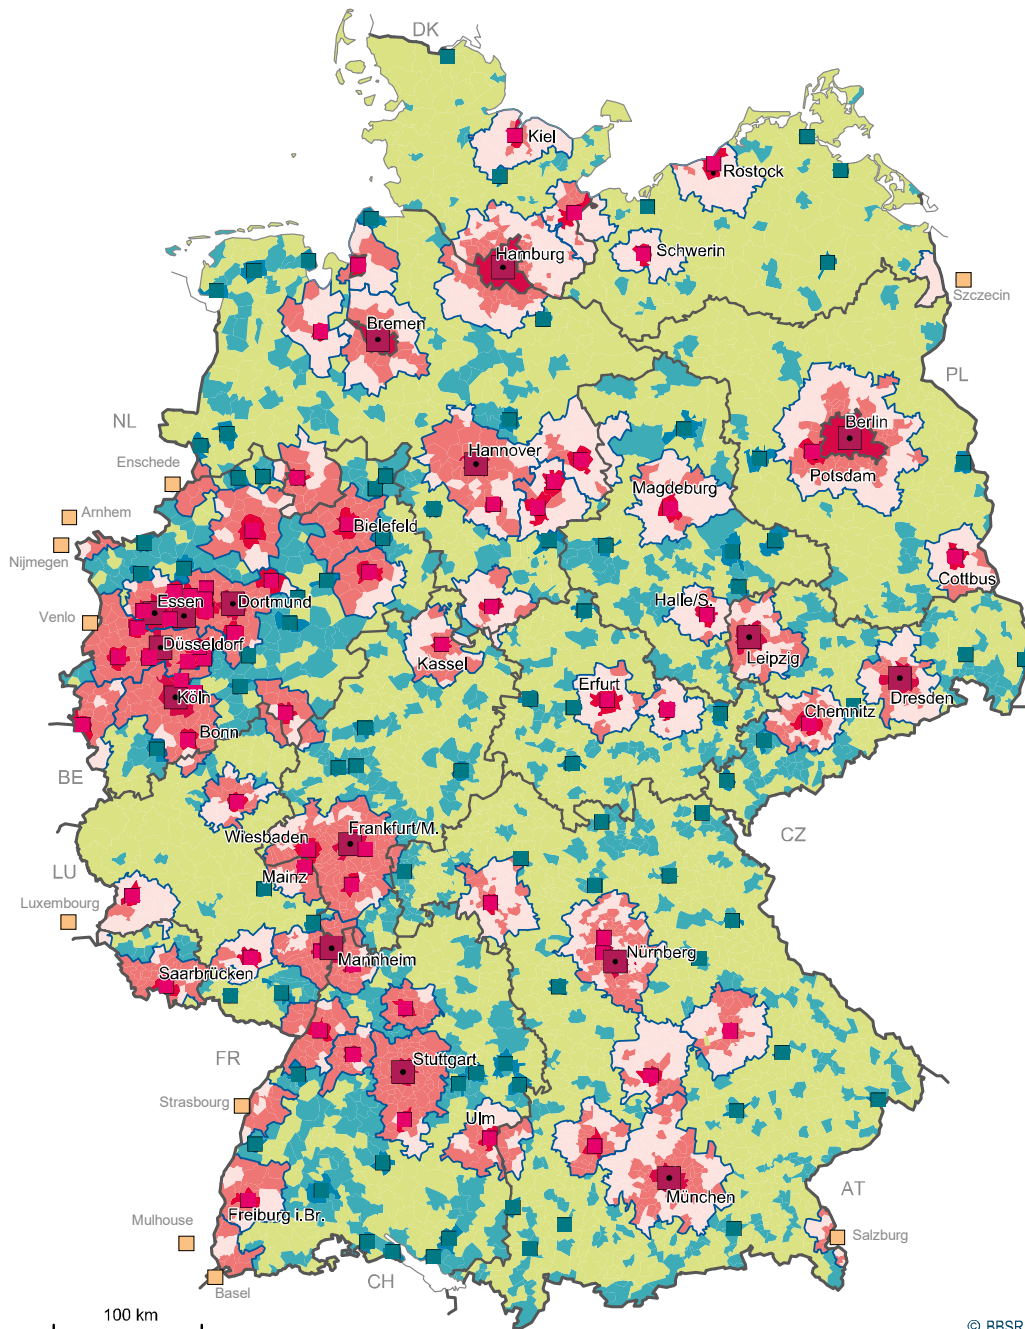 DK
Kiel
Rostock
Hamburg
Schwerin
Szczecin
Bremen
PL
NL
Berlin
Hannover
Enschede
Potsdam
Magdeburg
Arnhem
Bielefeld
Nijmegen
Cottbus
Essen
Dortmund
Halle/S.
Venlo
Düsseldorf
Leipzig
Kassel
Erfurt
Köln
Dresden
Chemnitz
Bonn
BE
Frankfurt/M.
Wiesbaden
CZ
LU
Mainz
Luxembourg
Nürnberg
Mannheim
Saarbrücken
FR
Stuttgart
Strasbourg
Ulm
AT
München
Freiburg i.Br.
Mulhouse
Salzburg
CH
Basel
100 km
© BBSR